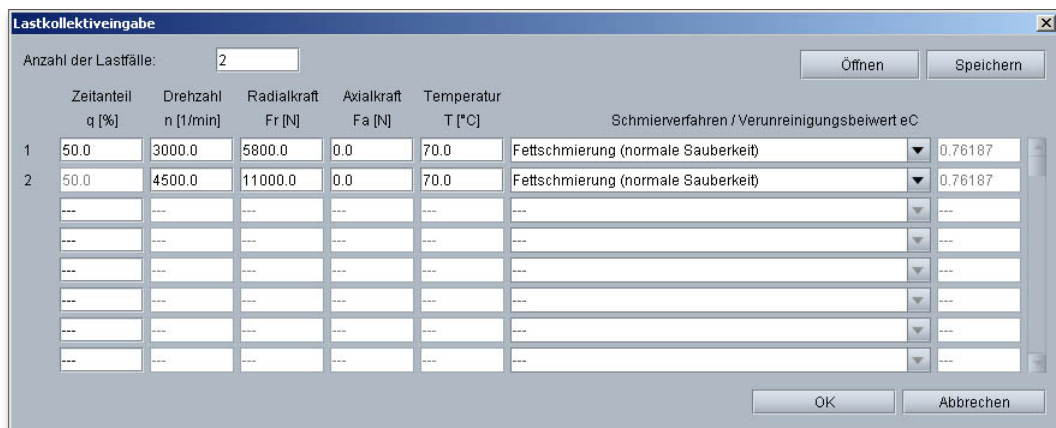 Lastkollektiveingabe
Anzahl der Lastfälle: 2 Öffnen Speichern
Zeitanteil Drehzahl Radialkraft Axialkraft Temperatur
q [%] n [1/min] Fr [N] Fa [N] T [°C] Schmierverfahren / Verunreinigungsbeiwert eC
1 50.0 3000.0 5800.0 0.0 70.0 Fettschmierung (normale Sauberkeit) 0.76187
2 50.0 4500.0 11000.0 0.0 70.0 Fettschmierung (normale Sauberkeit) 0.76187
--- --- --- --- --- --- ---
--- --- --- --- --- --- ---
--- --- --- --- --- --- ---
--- --- --- --- --- --- ---
--- --- --- --- --- --- ---
--- --- --- --- --- --- ---
OK Abbrechen